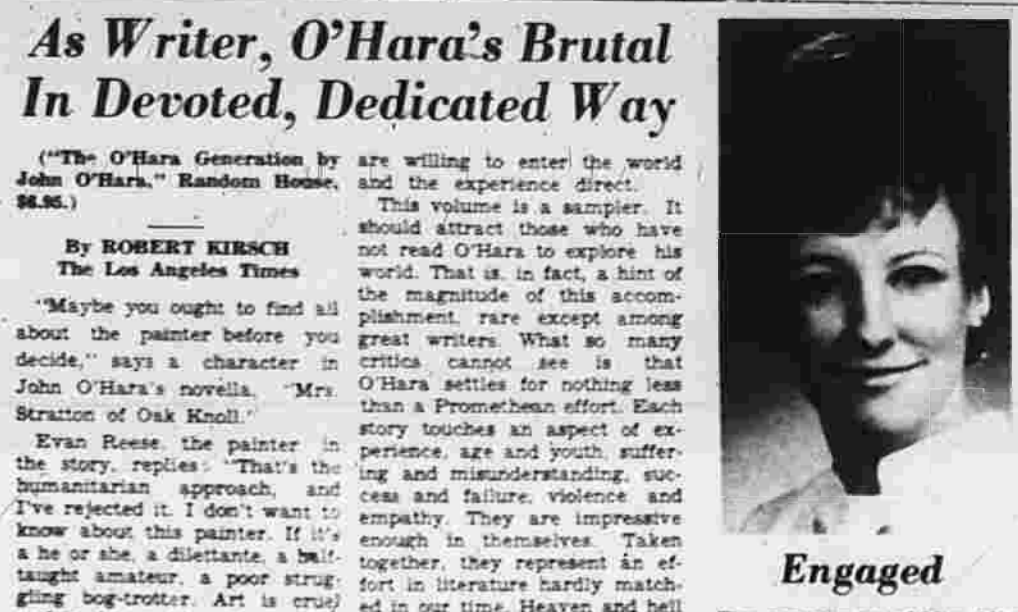 As Writer, O'Hara's Brutal
In Devoted, Dedicated Way
("The O'Hara Generation by
John O'Hara," Random House,
$6.95.)
By ROBERT KIRSCH
The Los Angeles Times
"Maybe you ought to find all
about the painter before you
decide," says a character in
John O'Hara's novella, "Mrs.
Stratton of Oak Knoll."
Evan Reese, the painter in
the story, replies: "That's the
humanitarian approach, and
I've rejected it. I don't want to
know about this painter. If it's
a he or she, a dilettante, a half-
taught amateur, a poor strug-
gling bog-trotter. Art is cruel
are willing to enter the world
and the experience direct.
This volume is a sampler. It
should attract those who have
not read O'Hara to explore his
world. That is, in fact, a hint of
the magnitude of this accom-
plishment, rare except among
great writers. What so many
critics cannot see is that
O'Hara settles for nothing less
than a Promethean effort. Each
story touches an aspect of ex-
perience, age and youth, suffer-
ing and misunderstanding, suc-
cess and failure, violence and
empathy. They are impressive
enough in themselves. Taken
together, they represent an ef-
fort in literature hardly match-
ed in our time. Heaven and hell
Engaged